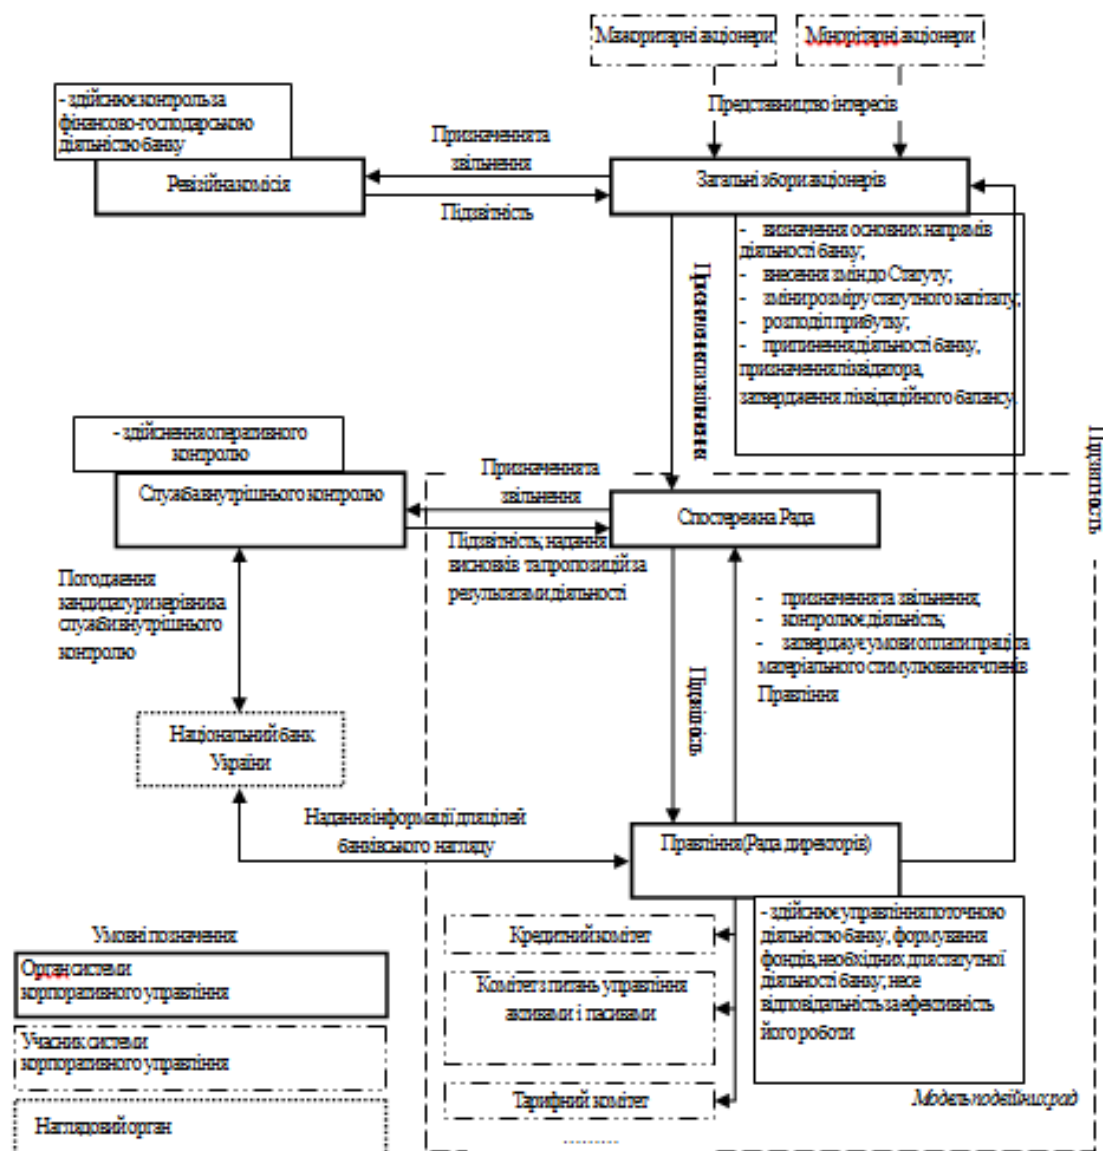 Мажоритарні акціонери
Мінорітарні акціонери
Представництво інтересів
- здійснює контроль за
фінансово-господарською
діяльністю банку
Ревізійна комісія
Призначення та
звільнення
Підзвітність
Загальні збори акціонерів
- визначення основних напрямів
діяльності банку;
- внесення змін до Статуту;
- зміни розміру статутного капіталу;
- розподіл прибутку;
- припинення діяльності банку,
призначення ліквідатора,
затвердження ліквідаційного балансу.
Призначення та звільнення
Підзвітність
- здійснення оперативного
контролю
Служба внутрішнього контролю
Призначення та
звільнення
Спостережна Рада
Підзвітність, надання
висновків та пропозицій за
результатами діяльності
Погодження
кандидатури керівника
служби внутрішнього
контролю
- призначення та звільнення;
- контролює діяльність;
- затверджує умови оплати праці та
матеріального стимулювання членів
Правління
Підзвітність
Національний банк
України
Надання інформації для цілей
банківського нагляду
Правління (Рада директорів)
- здійснює управління поточною
діяльністю банку, формування
фондів, необхідних для статутної
діяльності банку; несе
відповідальність за ефективність
його роботи
Кредитний комітет
Комітет з питань управління
активами і пасивами
Тарифний комітет
...........
Модель подвійних рад
Умовні позначення
Орган системи
корпоративного управління
Учасник системи
корпоративного управління
Наглядовий орган